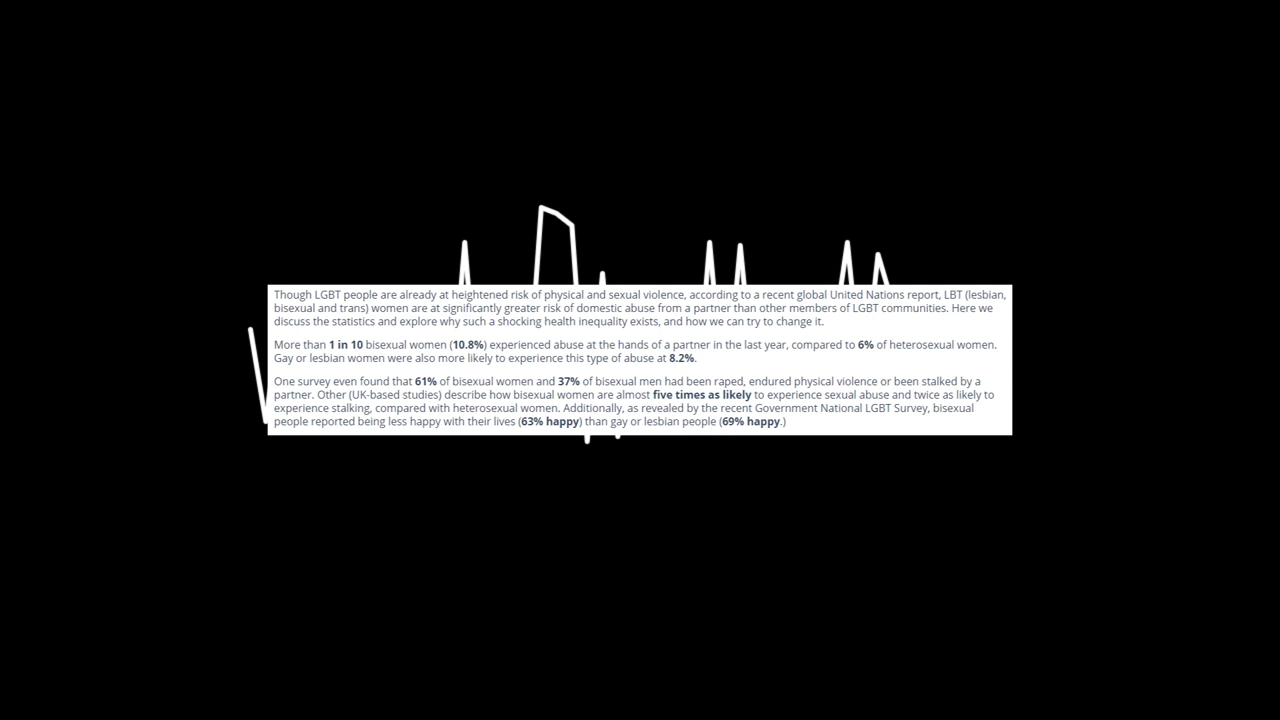 Though LGBT people are already at heightened risk of physical and sexual violence, according to a recent global United Nations report, LBT (lesbian,
bisexual and trans) women are at significantly greater risk of domestic abuse from a partner than other members of LGBT communities. Here we
discuss the statistics and explore why such a shocking health inequality exists, and how we can try to change it.
More than 1 in 10 bisexual women (10.8%) experienced abuse at the hands of a partner in the last year, compared to 6% of heterosexual women.
Gay or lesbian women were also more likely to experience this type of abuse at 8.2%.
One survey even found that 61% of bisexual women and 37% of bisexual men had been raped, endured physical violence or been stalked by a
partner. Other (UK-based studies) describe how bisexual women are almost five times as likely to experience sexual abuse and twice as likely to
experience stalking, compared with heterosexual women. Additionally, as revealed by the recent Government National LGBT Survey, bisexual
people reported being less happy with their lives (63% happy) than gay or lesbian people (69% happy.)